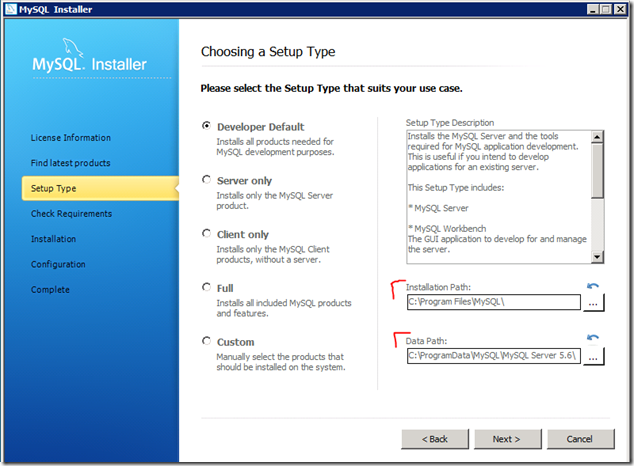 MySQL Installer
MySQL. Installer
License Information
Find latest products
Setup Type
Check Requirements
Installation
Configuration
Complete
Choosing a Setup Type
Please select the Setup Type that suits your use case.
Developer Default
Installs all products needed for
MySQL development purposes.
Server only
Installs only the MySQL Server
product.
Client only
Installs only the MySQL Client
products, without a server.
Full
Installs all included MySQL products
and features.
Custom
Manually select the products that
should be installed on the system.
Setup Type Description
Installs the MySQL Server and the tools
required for MySQL application development.
This is useful if you intend to develop
applications for an existing server.
This Setup Type includes:
* MySQL Server
* MySQL Workbench
The GUI application to develop for and manage
the server.
Installation Path:
C:\Program Files\MySQL\
...
Data Path:
C:\ProgramData\MySQL\MySQL Server 5.6\
...
< Back
Next >
Cancel